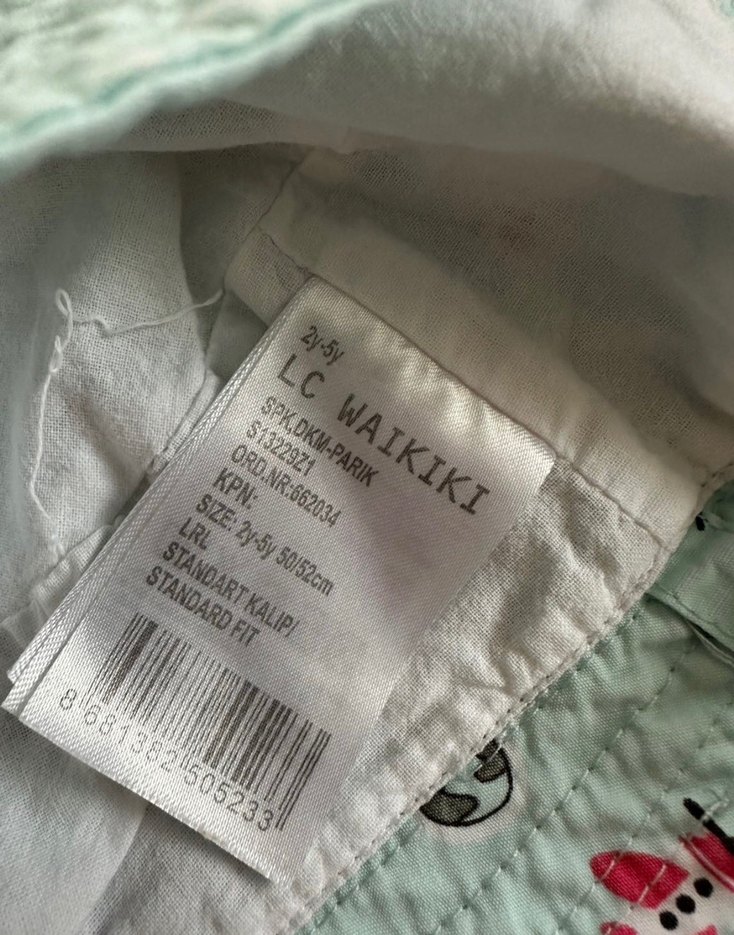 2y-5y
LC WAIKIKI
SPK.DKM-PARIK
S13229Z1
ORD.NR:662034
KPN:
SIZE: 2y-5y 50/52cm
LRL
STANDART KALIP/
STANDARD FIT
8 681382 505233